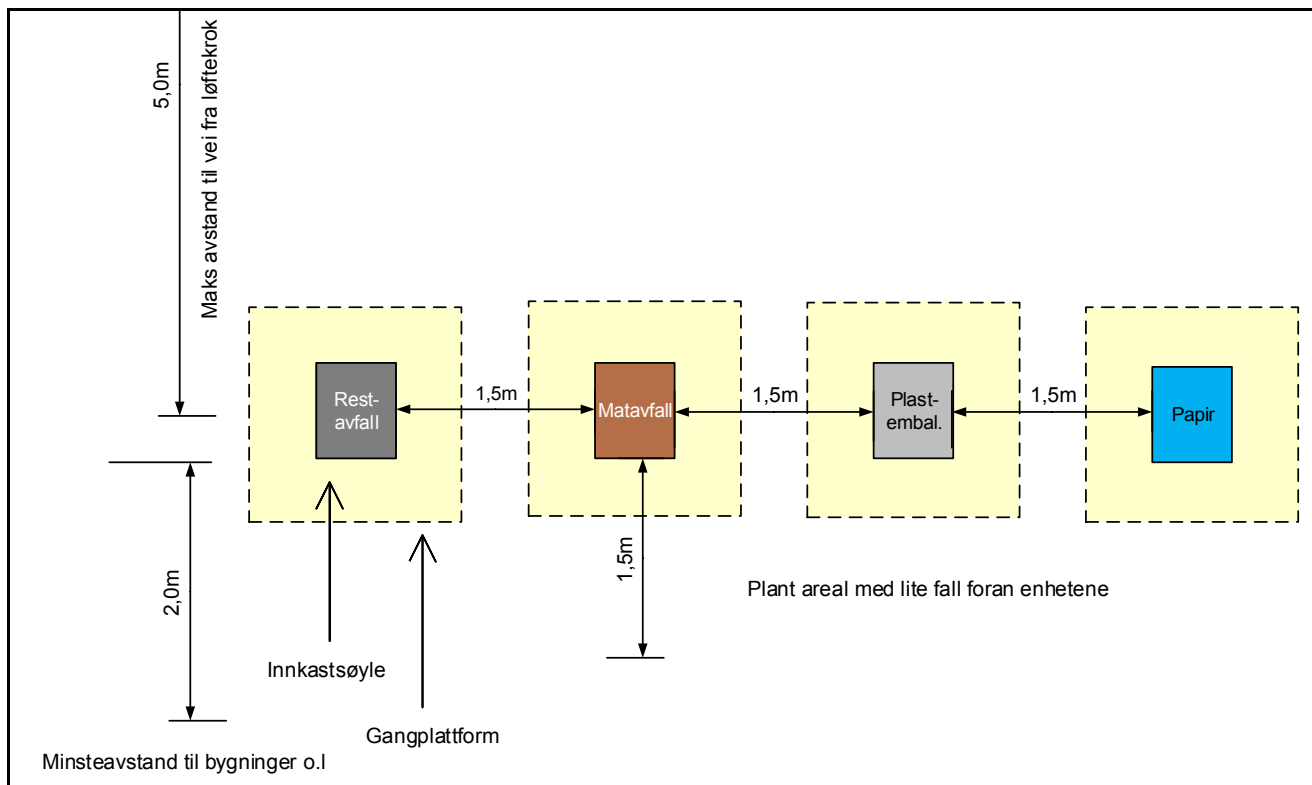 5,0m
Maks avstand til vei fra løftekrok
Rest-
avfall
1,5m
Matavfall
1,5m
Plast-
embal.
1,5m
Papir
2,0m
1,5m
Plant areal med lite fall foran enhetene
Innkastsøyle
Gangplattform
Minsteavstand til bygninger o.l